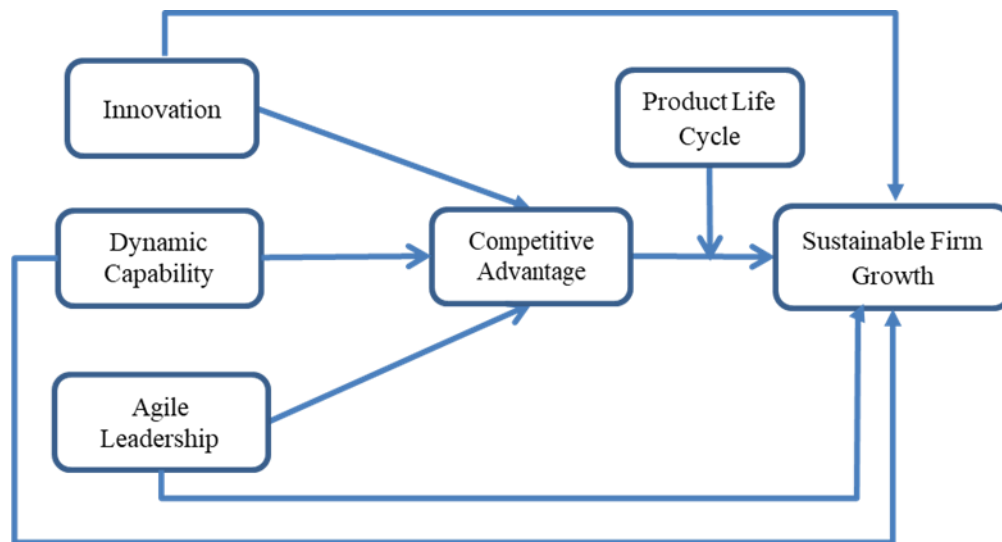 Innovation
Product Life
Cycle
Dynamic
Capability
Competitive
Advantage
Sustainable Firm
Growth
Agile
Leadership